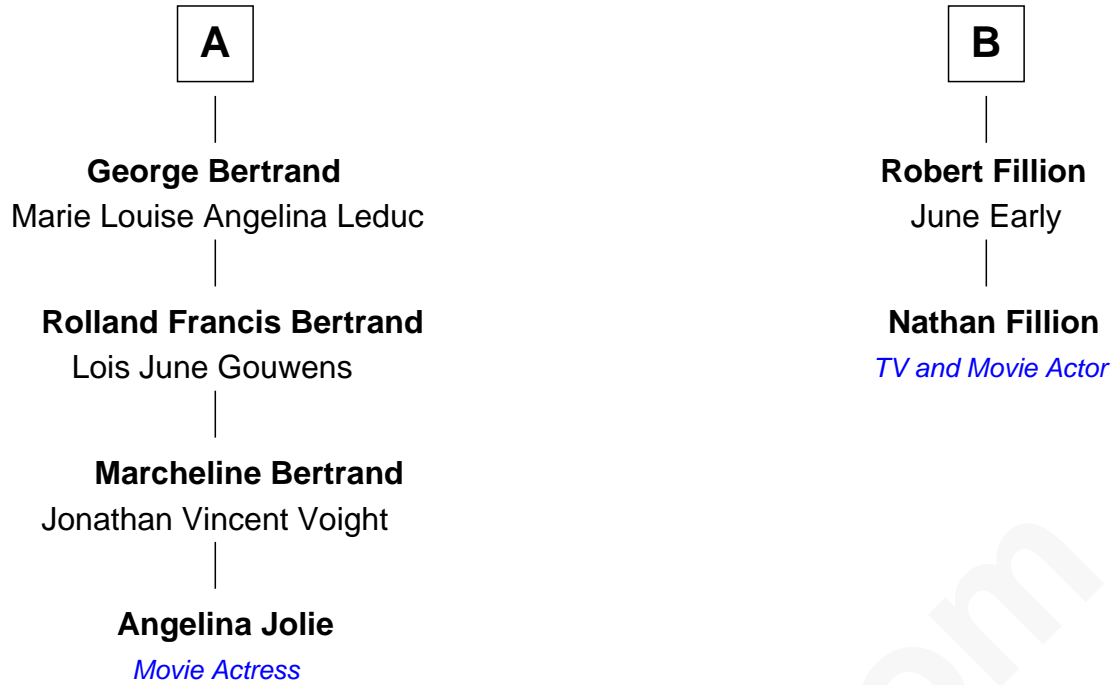 A
George Bertrand
Marie Louise Angelina Leduc
Rolland Francis Bertrand
Lois June Gouwens
Marcheline Bertrand
Jonathan Vincent Voight
Angelina Jolie
Movie Actress
B
Robert Fillion
June Early
Nathan Fillion
TV and Movie Actor
om